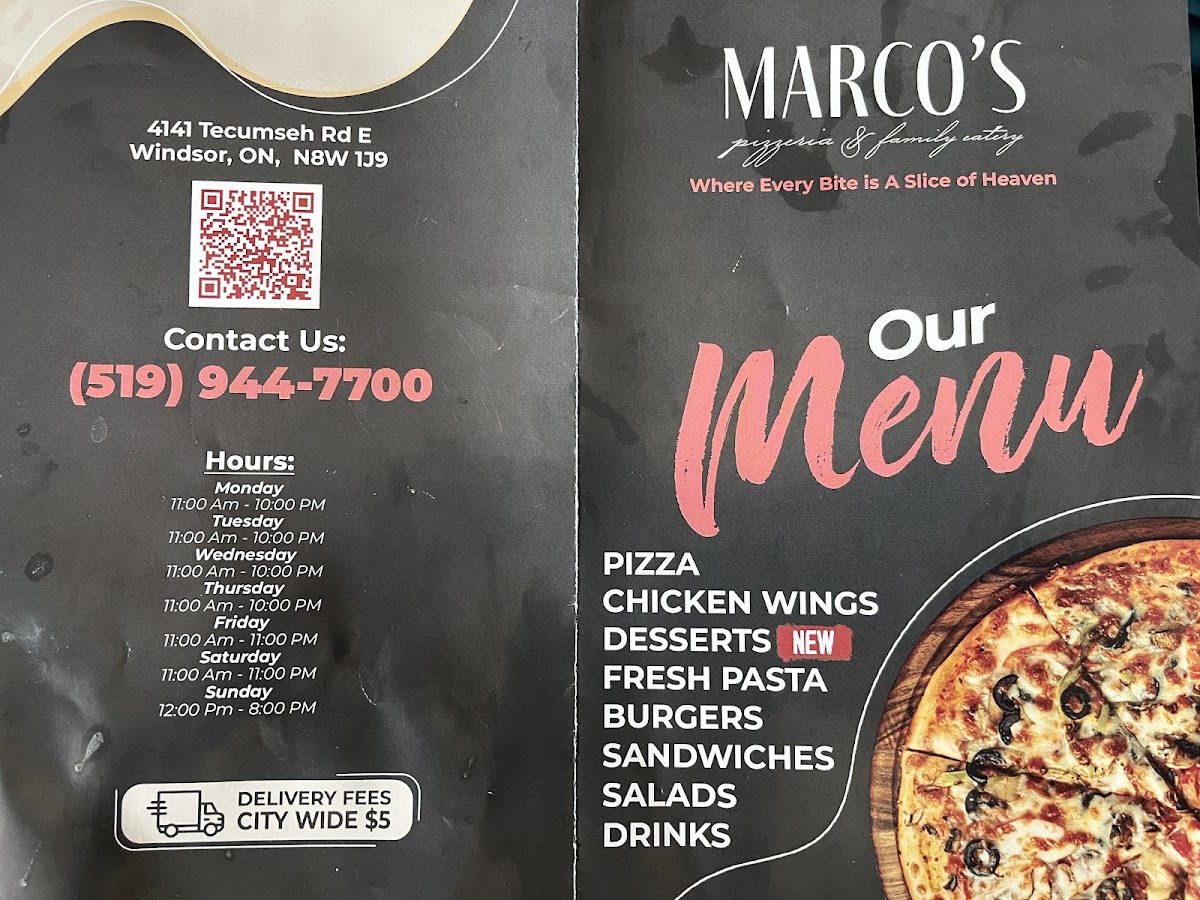 4141 Tecumseh Rd E
Windsor, ON, N8W 1J9
Contact Us:
(519) 944-7700
Hours:
Monday
11:00 Am - 10:00 PM
Tuesday
11:00 Am - 10:00 PM
Wednesday
11:00 Am - 10:00 PM
Thursday
11:00 Am - 10:00 PM
Friday
11:00 Am - 11:00 PM
Saturday
11:00 Am - 11:00 PM
Sunday
12:00 Pm - 8:00 PM
DELIVERY FEES
CITY WIDE $5
MARCO'S
pizzeria & family eatery
Where Every Bite is A Slice of Heaven
Our
Menu
PIZZA
CHICKEN WINGS
DESSERTS NEW
FRESH PASTA
BURGERS
SANDWICHES
SALADS
DRINKS